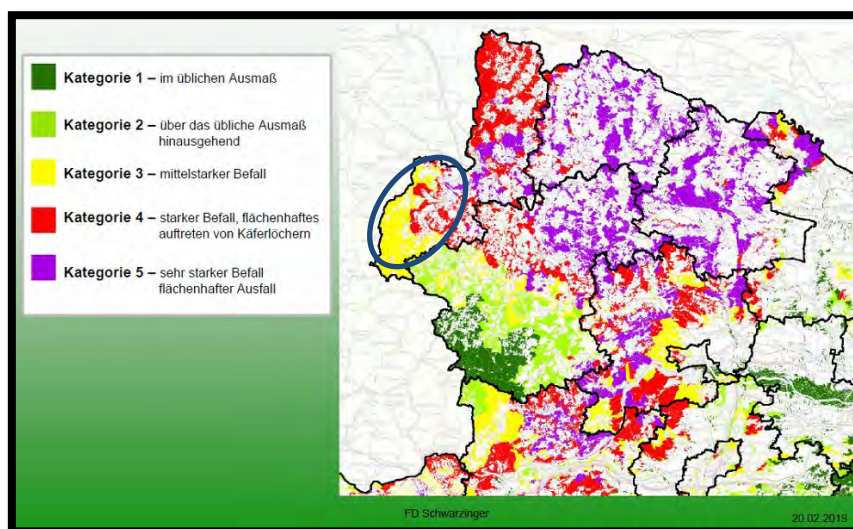 Kategorie 1 – im üblichen Ausmaß
Kategorie 2 – über das übliche Ausmaß
hinausgehend
Kategorie 3 – mittelstarker Befall
Kategorie 4 – starker Befall, flächenhaftes
auftreten von Käferlöchern
Kategorie 5 – sehr starker Befall
flächenhafter Ausfall
FD Schwarzinger
20.02.2019